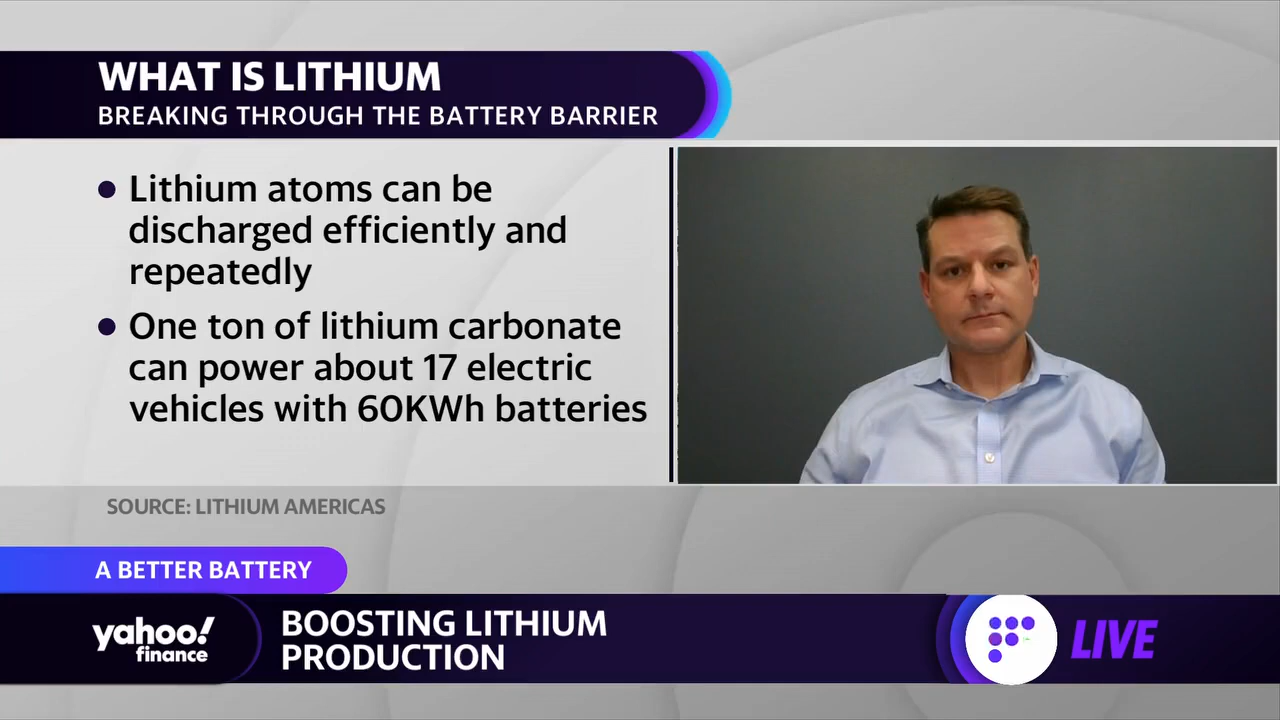 WHAT IS LITHIUM
BREAKING THROUGH THE BATTERY BARRIER
● Lithium atoms can be
discharged efficiently and
repeatedly
● One ton of lithium carbonate
can power about 17 electric
vehicles with 60KWh batteries
SOURCE: LITHIUM AMERICAS
A BETTER BATTERY
yahoo!
finance
BOOSTING LITHIUM
PRODUCTION
LIVE